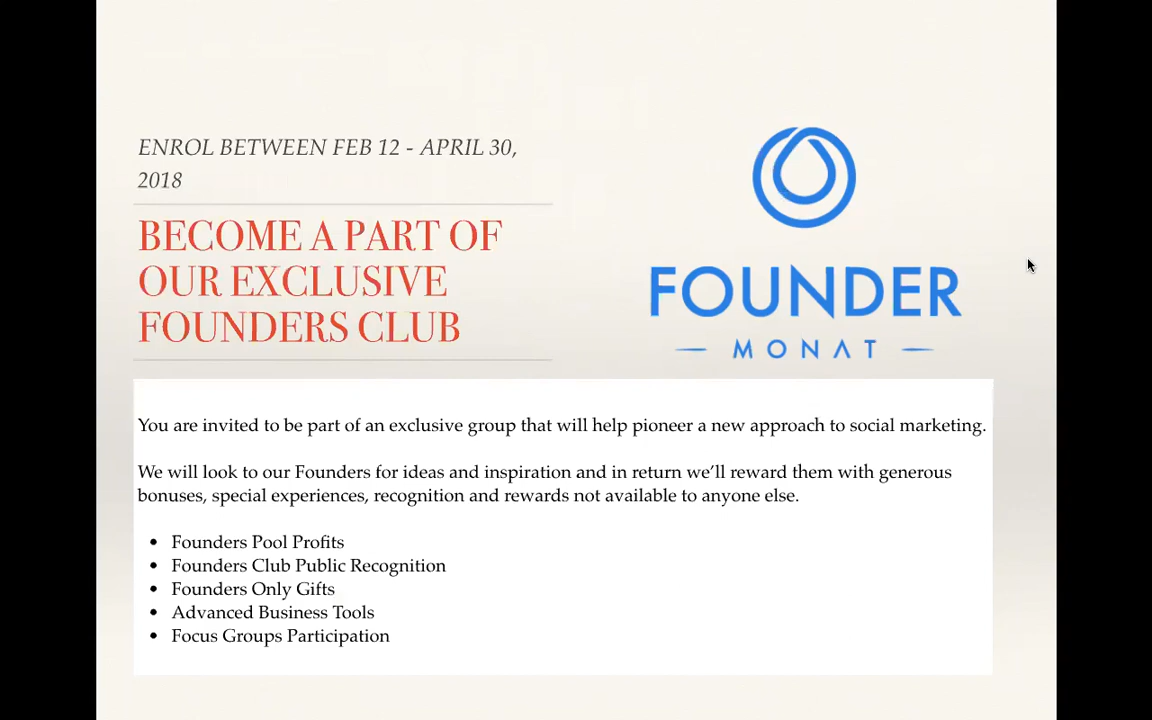 ENROL BETWEEN FEB 12 - APRIL 30,
2018
BECOME A PART OF
OUR EXCLUSIVE
FOUNDERS CLUB
FOUNDER
MONAT
You are invited to be part of an exclusive group that will help pioneer a new approach to social marketing.
We will look to our Founders for ideas and inspiration and in return we’ll reward them with generous
bonuses, special experiences, recognition and rewards not available to anyone else.
• Founders Pool Profits
• Founders Club Public Recognition
• Founders Only Gifts
• Advanced Business Tools
• Focus Groups Participation